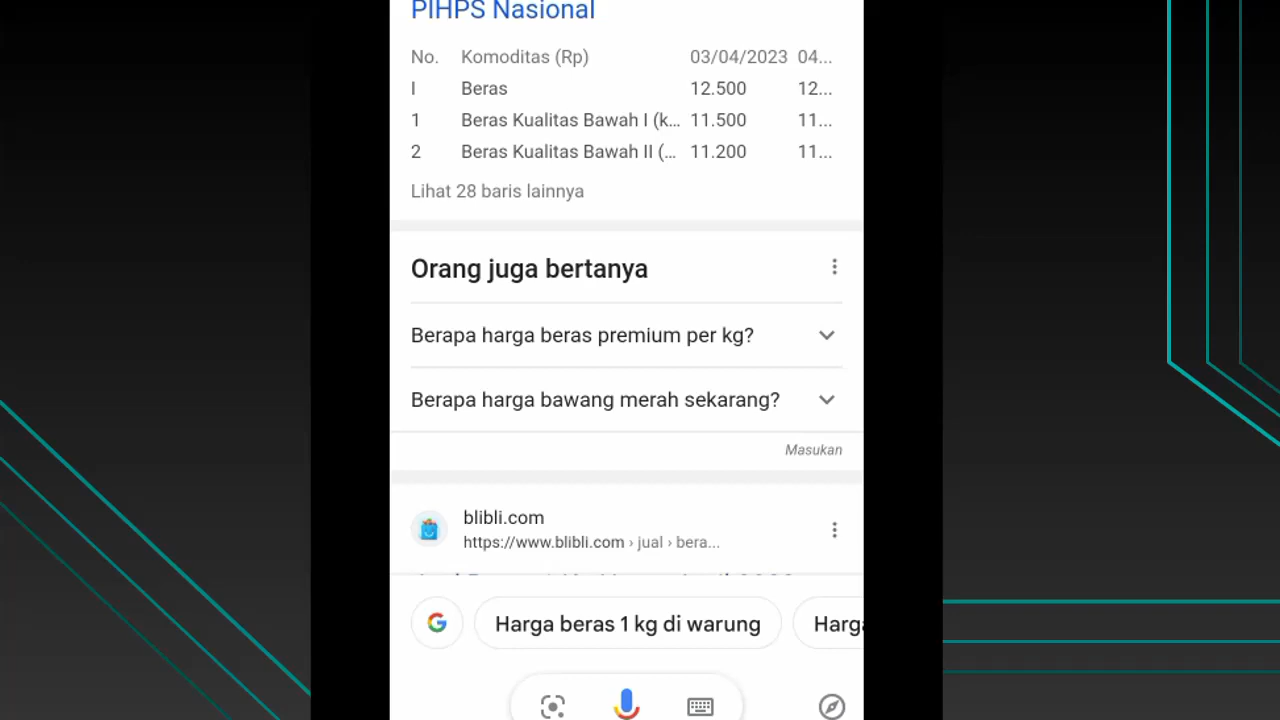 PIHPS Nasional
No. Komoditas (Rp) 03/04/2023 04...
I Beras 12.500 12...
1 Beras Kualitas Bawah I (k... 11.500 11...
2 Beras Kualitas Bawah II (... 11.200 11...
Lihat 28 baris lainnya
Orang juga bertanya
Berapa harga beras premium per kg?
Berapa harga bawang merah sekarang?
Masukan
blibli.com
https://www.blibli.com › jual › bera...
Harga beras 1 kg di warung